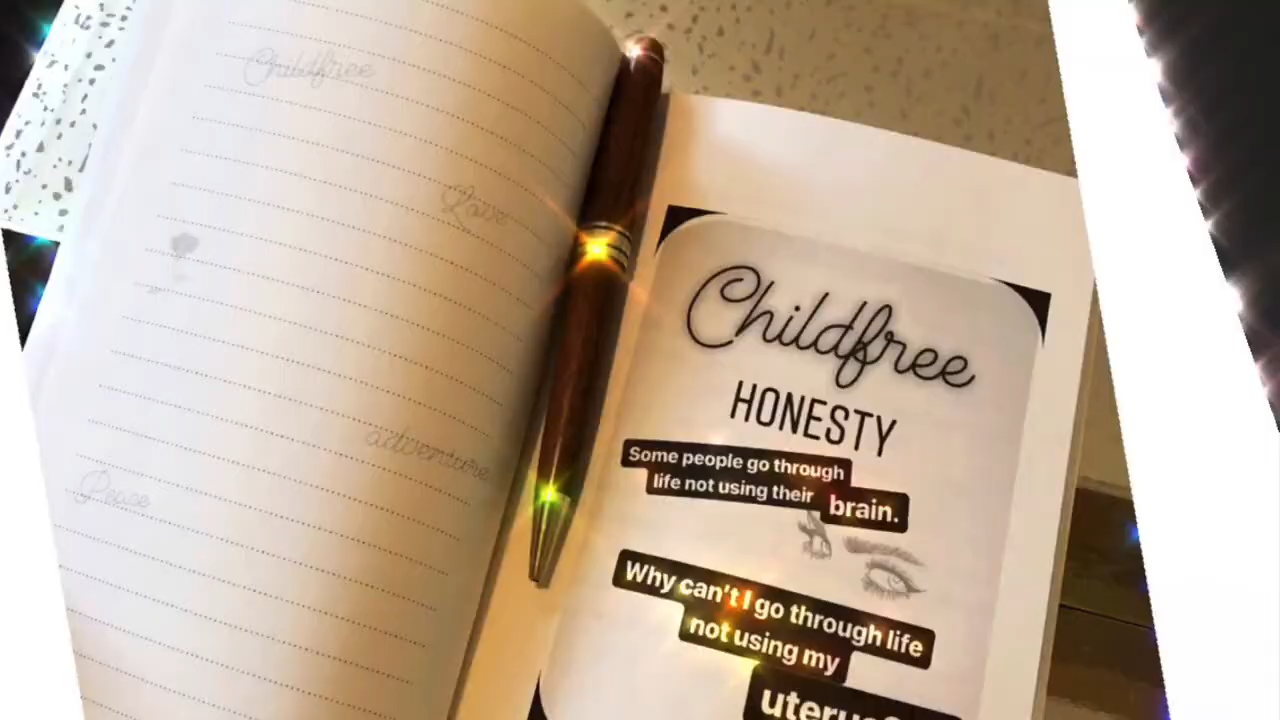 Childfree
Love
adventure
Peace
Childfree
HONESTY
Some people go through
life not using their brain.
Why can't I go through life
not using my
uterus?